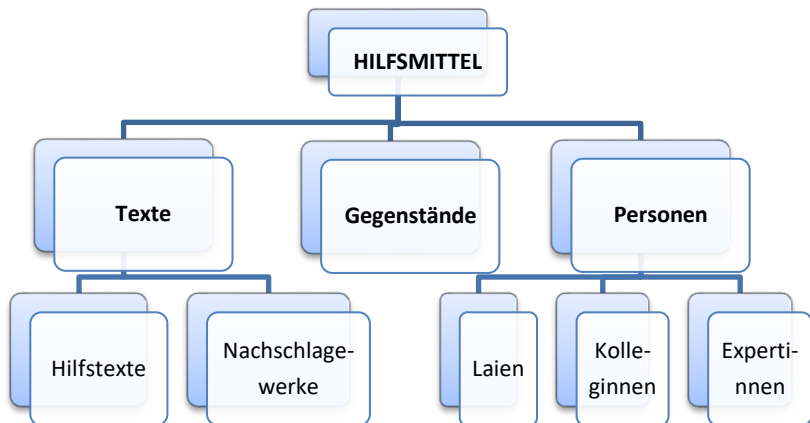 HILFSMITTEL
Texte
Gegenstände
Personen
Hilfstexte
Nachschlage-
werke
Laien
Kolle-
ginnen
Experti-
nnen